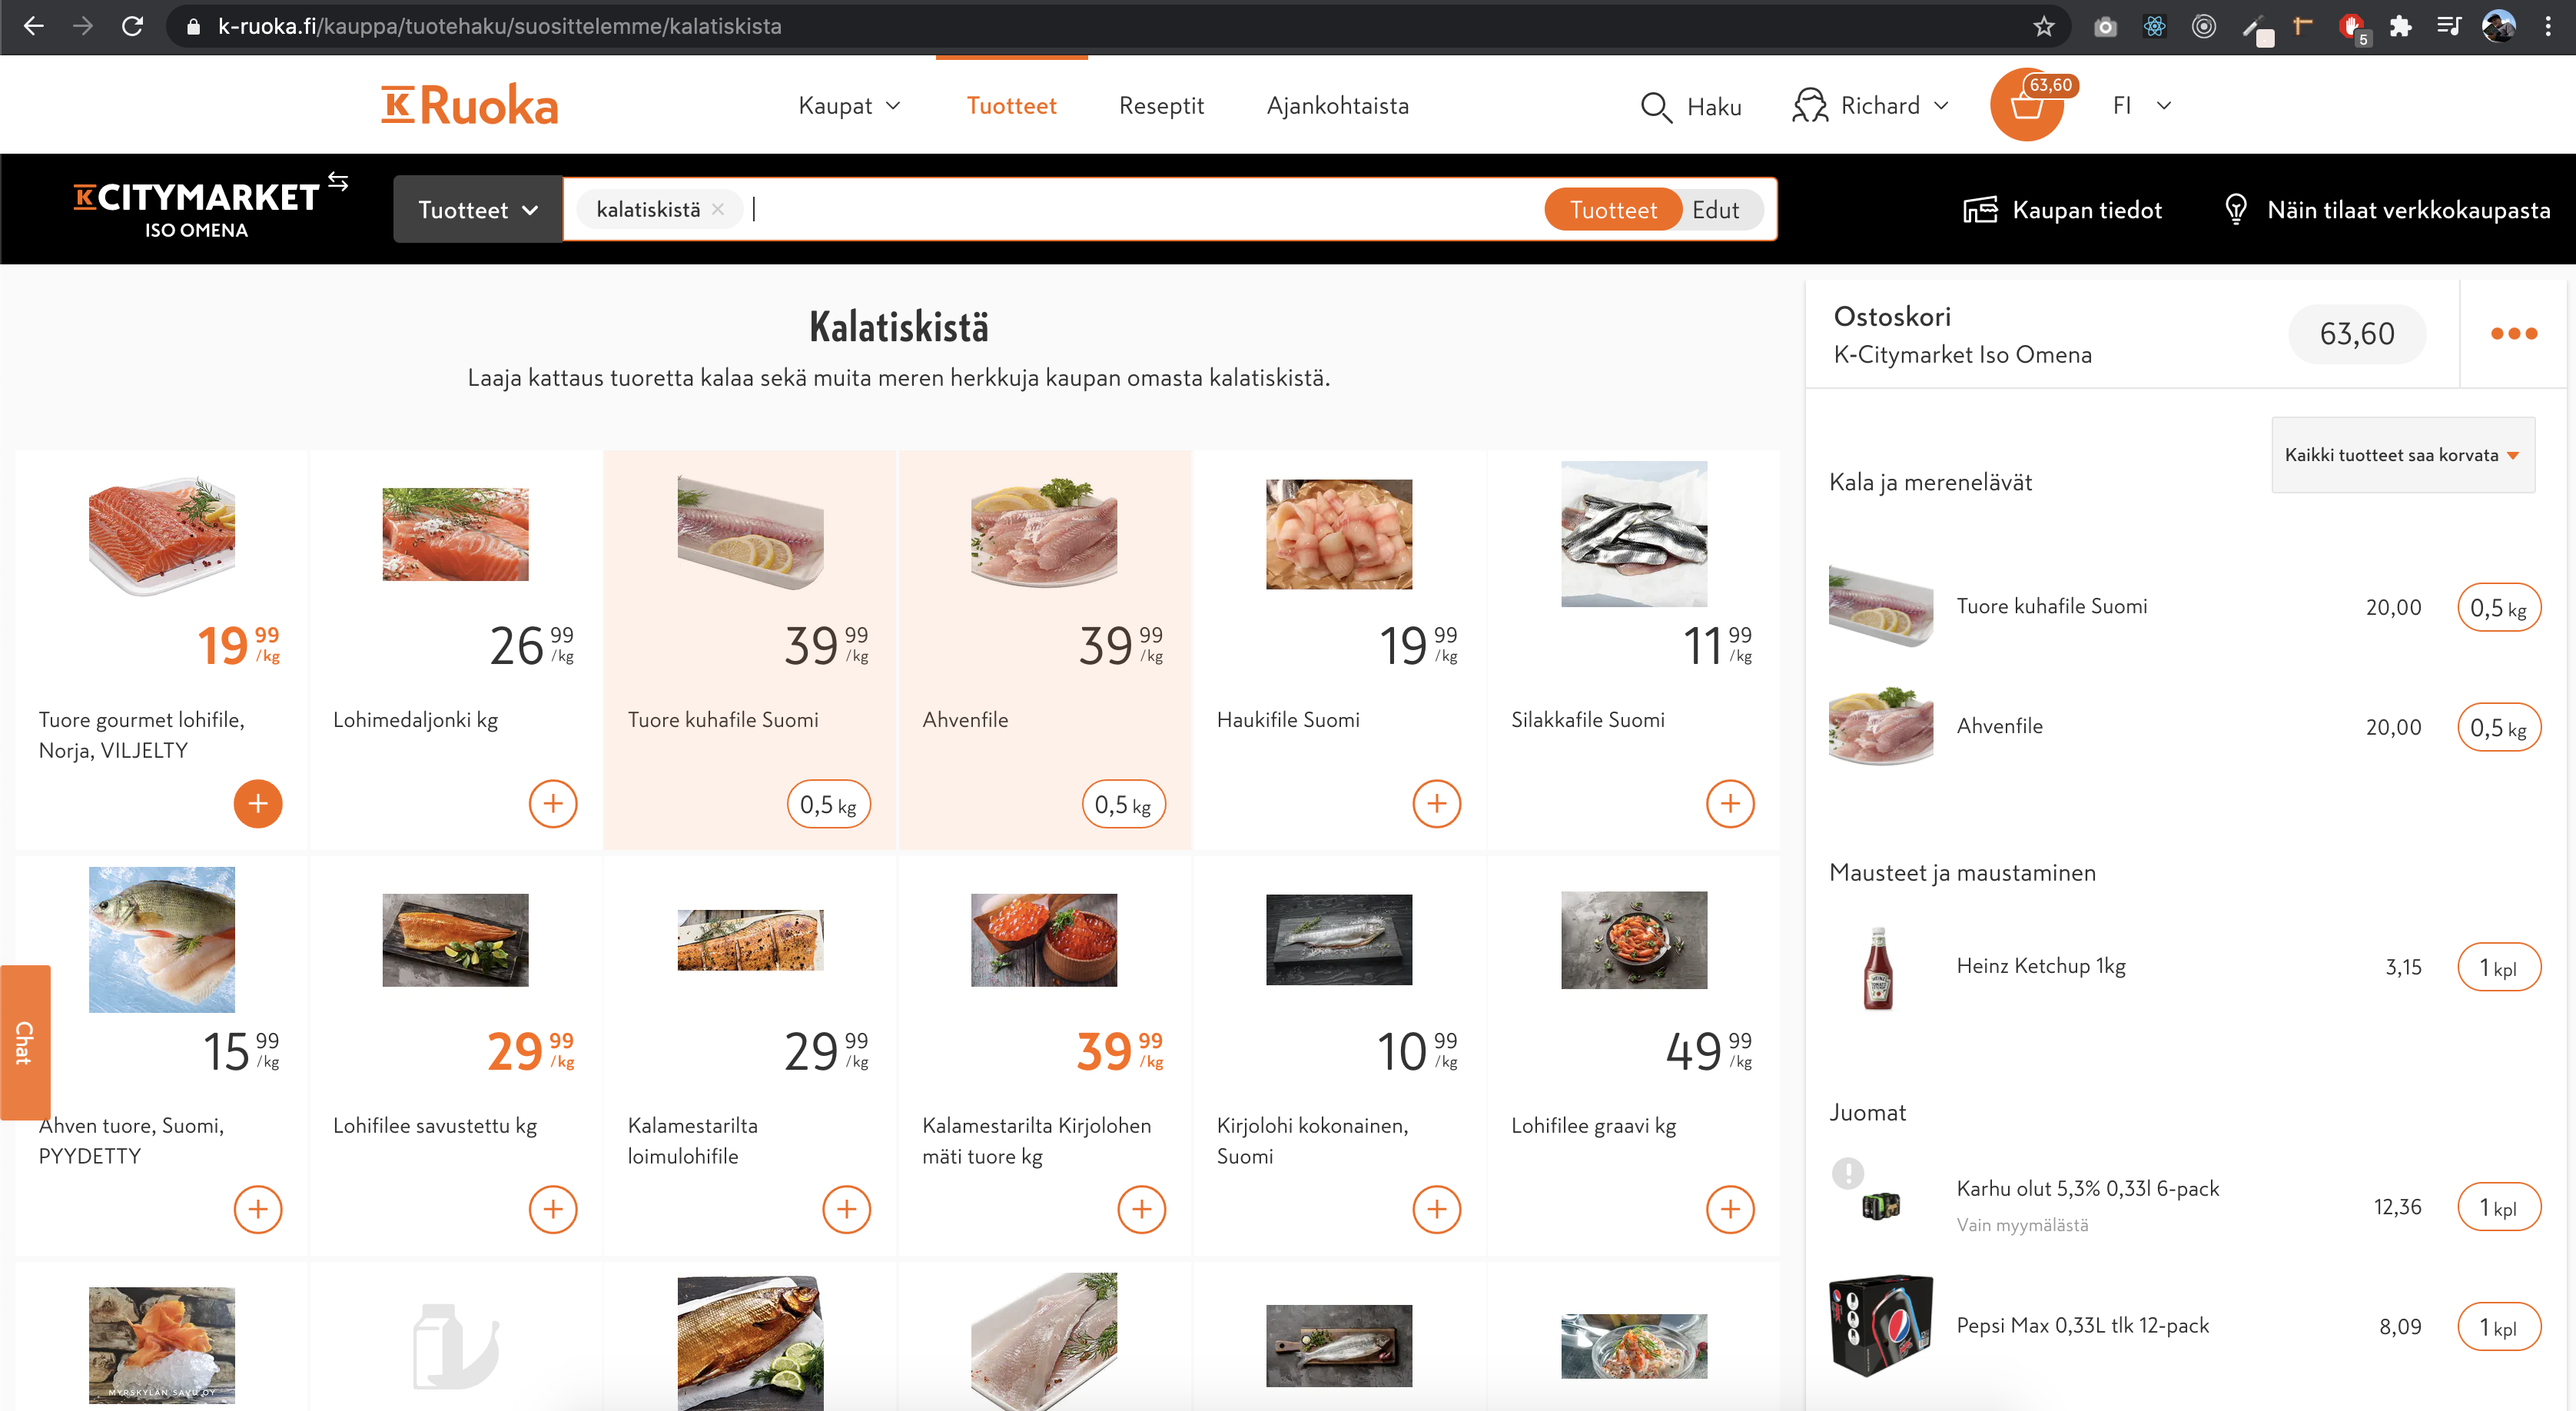 k-ruoka.fi/kauppa/tuotehaku/suosittelemme/kalatiskista
5
K Ruoka
Kaupat
Tuotteet
Reseptit
Ajankohtaista
Haku
Richard
63,60
FI
K CITYMARKET
ISO OMENA
Tuotteet
kalatiskistä
Tuotteet
Edut
Kaupan tiedot
Näin tilaat verkkokaupasta
Kalatiskistä
Laaja kattaus tuoretta kalaa sekä muita meren herkkuja kaupan omasta kalatiskistä.
19 99 /kg
Tuore gourmet lohifile,
Norja, VILJELTY
26 99 /kg
Lohimedaljonki kg
39 99 /kg
Tuore kuhafile Suomi
0,5 kg
39 99 /kg
Ahvenfile
0,5 kg
19 99 /kg
Haukifile Suomi
11 99 /kg
Silakkafile Suomi
15 99 /kg
Ahven tuore, Suomi,
PYYDETTY
29 99 /kg
Lohifilee savustettu kg
29 99 /kg
Kalamestarilta
loimulohifile
39 99 /kg
Kalamestarilta Kirjolohen
mäti tuore kg
10 99 /kg
Kirjolohi kokonainen,
Suomi
49 99 /kg
Lohifilee graavi kg
MYRSKYLÄN SAVU OY
Chat
Ostoskori
K-Citymarket Iso Omena
63,60
Kaikki tuotteet saa korvata
Kala ja merenelävät
Tuore kuhafile Suomi
20,00
0,5 kg
Ahvenfile
20,00
0,5 kg
Mausteet ja maustaminen
HEINZ
Heinz Ketchup 1kg
3,15
1 kpl
Juomat
Karhu olut 5,3% 0,33l 6-pack
Vain myymälästä
12,36
1 kpl
Pepsi Max 0,33L tlk 12-pack
8,09
1 kpl